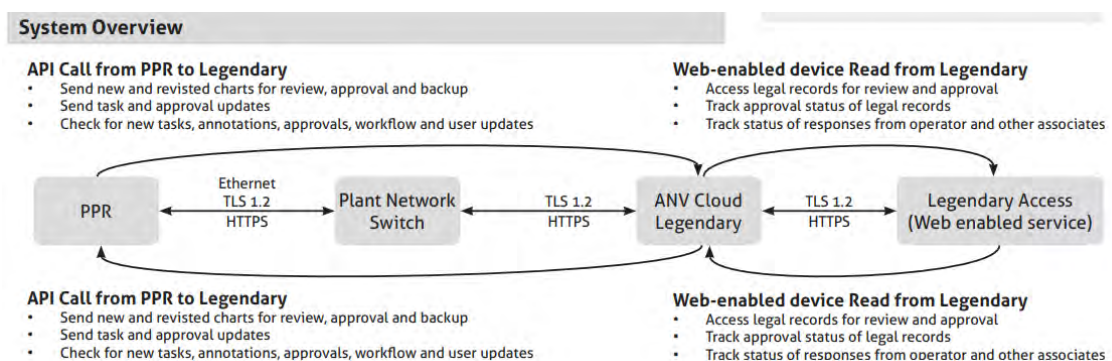 System Overview
API Call from PPR to Legendary
• Send new and revisted charts for review, approval and backup
• Send task and approval updates
• Check for new tasks, annotations, approvals, workflow and user updates
Web-enabled device Read from Legendary
• Access legal records for review and approval
• Track approval status of legal records
• Track status of responses from operator and other associates
PPR
Ethernet
TLS 1.2
HTTPS
Plant Network
Switch
TLS 1.2
HTTPS
ANV Cloud
Legendary
TLS 1.2
HTTPS
Legendary Access
(Web enabled service)
API Call from PPR to Legendary
• Send new and revisted charts for review, approval and backup
• Send task and approval updates
• Check for new tasks, annotations, approvals, workflow and user updates
Web-enabled device Read from Legendary
• Access legal records for review and approval
• Track approval status of legal records
• Track status of responses from operator and other associates